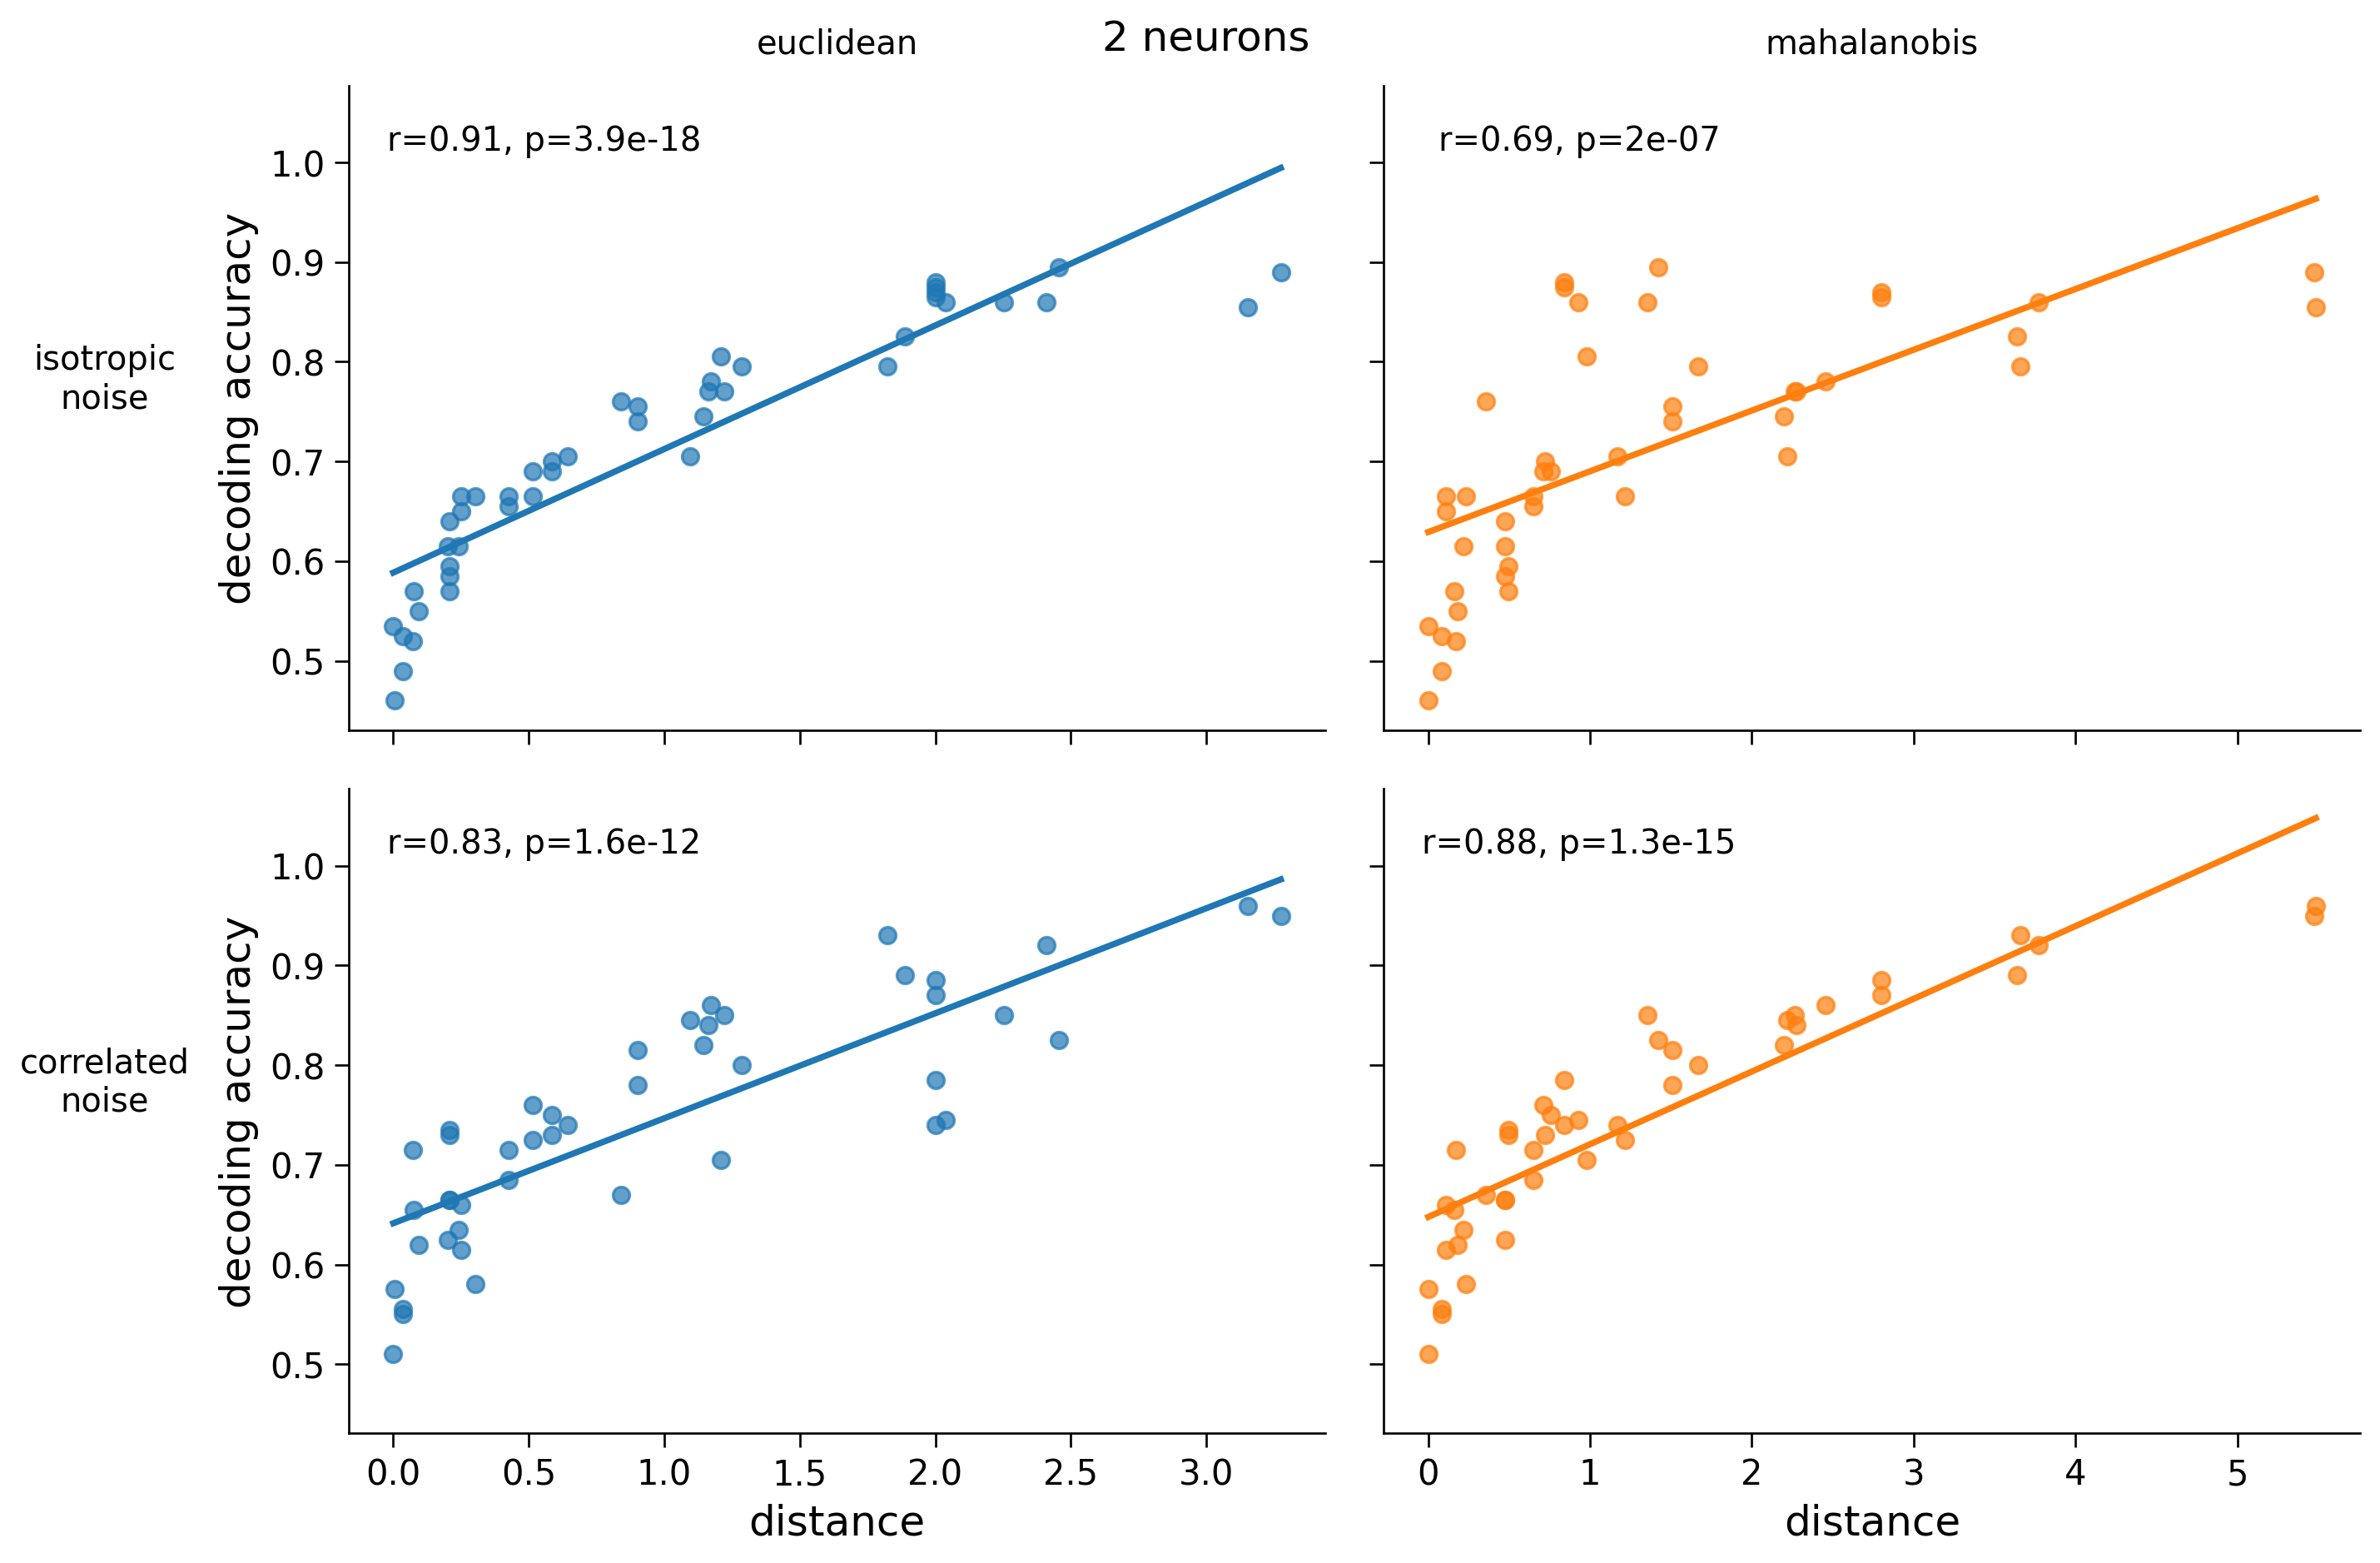 2 neurons
euclidean
mahalanobis
isotropic
noise
decoding accuracy
1.0
0.9
0.8
0.7
0.6
0.5
r=0.91, p=3.9e-18
r=0.69, p=2e-07
correlated
noise
decoding accuracy
1.0
0.9
0.8
0.7
0.6
0.5
r=0.83, p=1.6e-12
r=0.88, p=1.3e-15
0.0 0.5 1.0 1.5 2.0 2.5 3.0
distance
0 1 2 3 4 5
distance